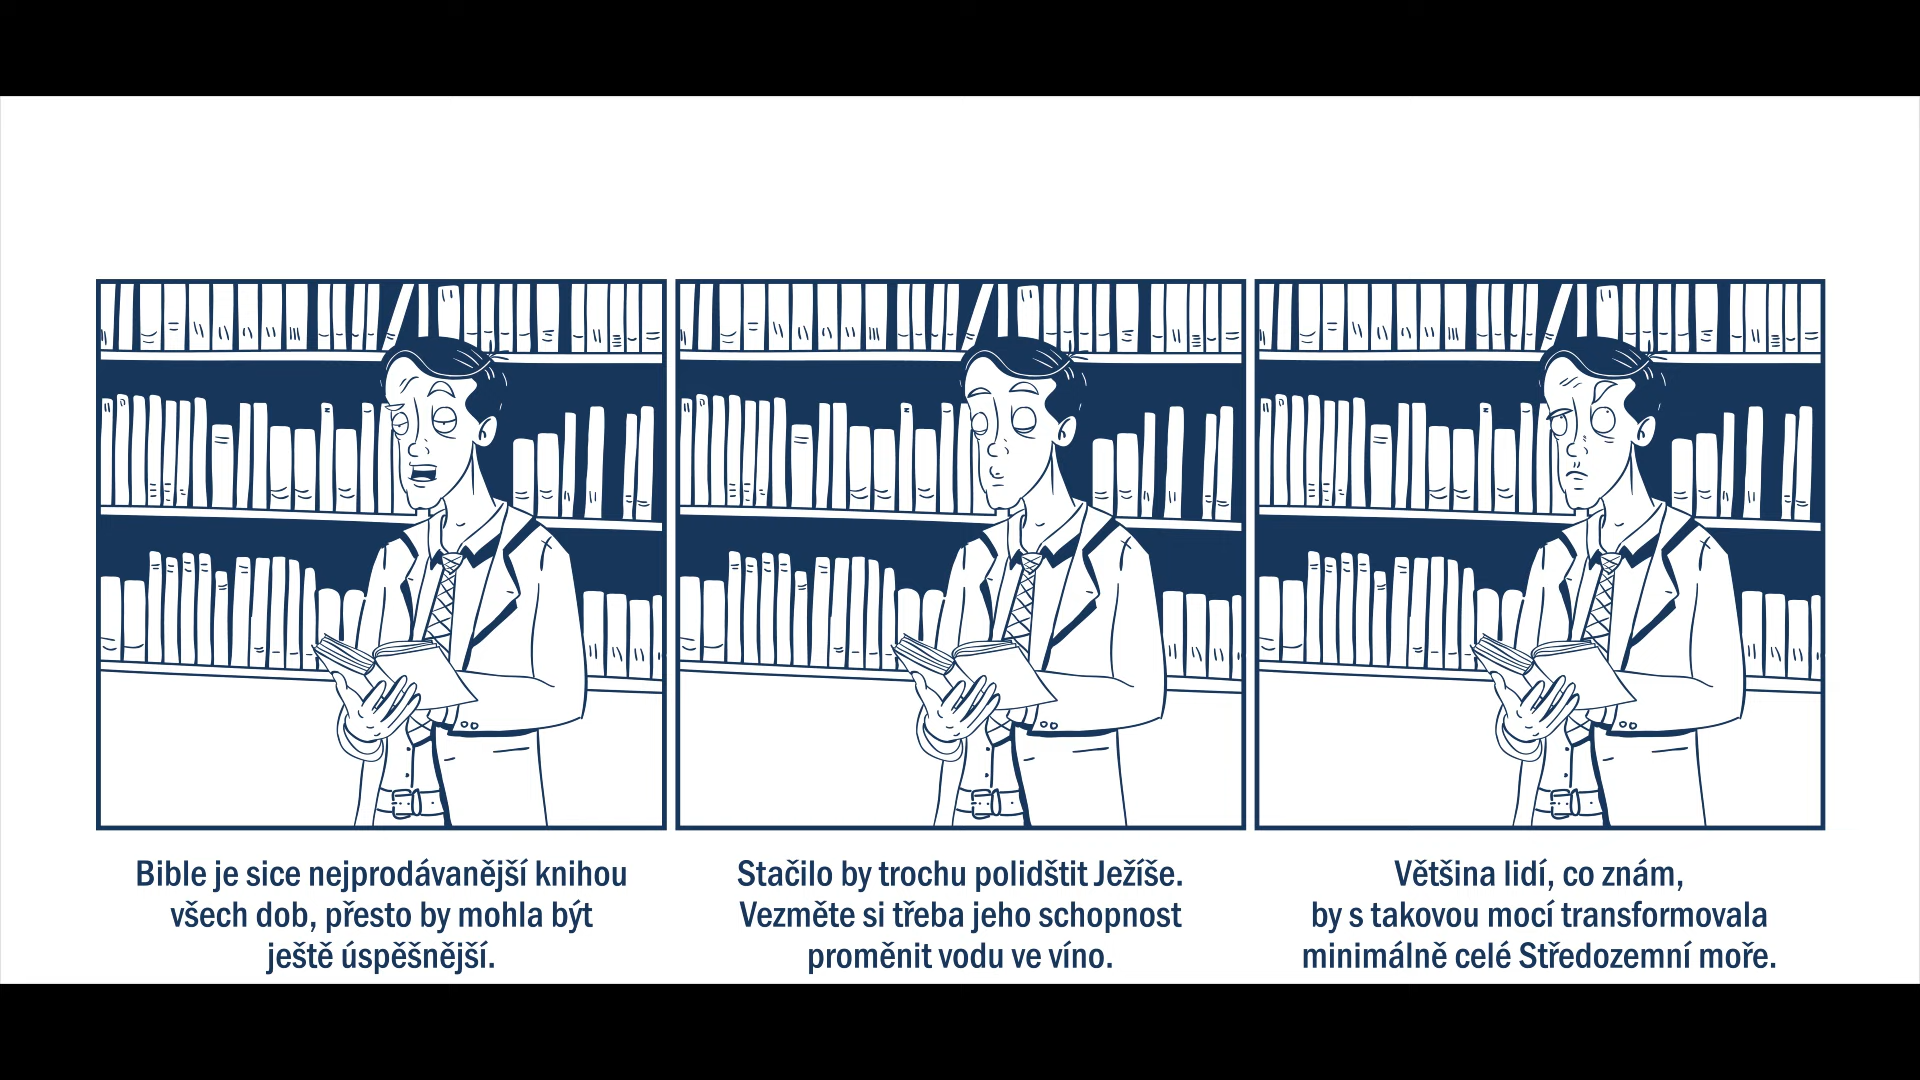 Bible je sice nejprodávanější knihou
všech dob, přesto by mohla být
ještě úspěšnější.
Stačilo by trochu polidštit Ježíše.
Vezměte si třeba jeho schopnost
proměnit vodu ve víno.
Většina lidí, co znám,
by s takovou mocí transformovala
minimálně celé Středozemní moře.